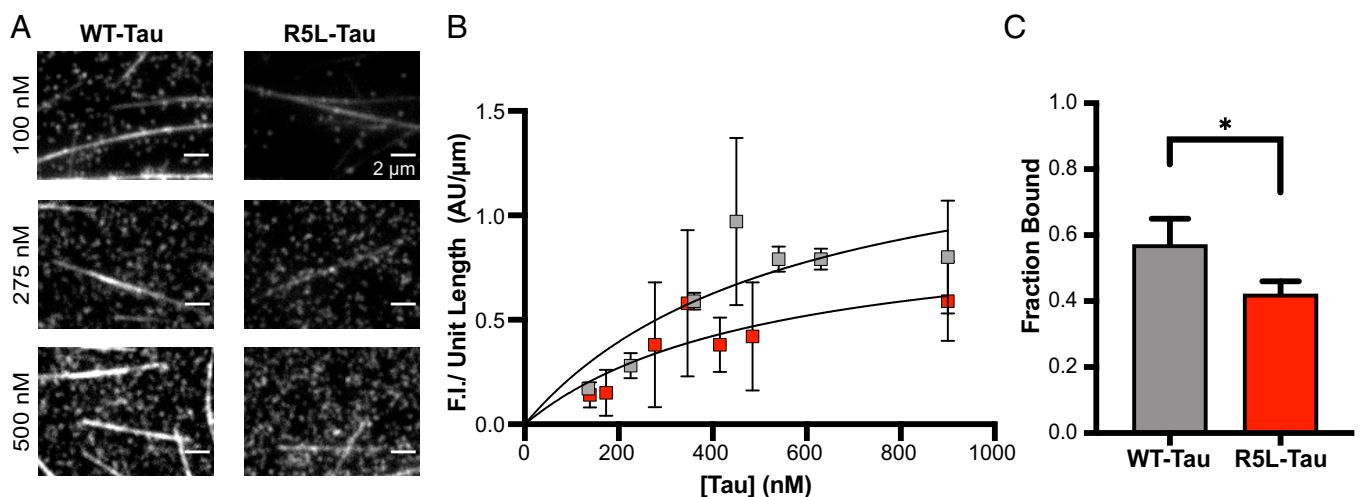 A
WT-Tau
R5L-Tau
100 nM
2 µm
275 nM
500 nM
B
F.I./ Unit Length (AU/µm)
1.5
1.0
0.5
0.0
0
200
400
600
800
1000
[Tau] (nM)
C
Fraction Bound
1.0
0.8
0.6
0.4
0.2
0.0
*
WT-Tau
R5L-Tau